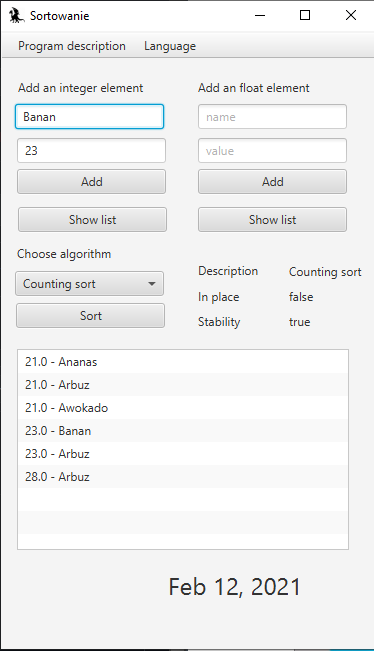 Sortowanie
Program description Language
Add an integer element Add an float element
Banan name
23 value
Add Add
Show list Show list
Choose algorithm
Description Counting sort
Counting sort
In place false
Sort
Stability true
21.0 - Ananas
21.0 - Arbuz
21.0 - Awokado
23.0 - Banan
23.0 - Arbuz
28.0 - Arbuz
Feb 12, 2021